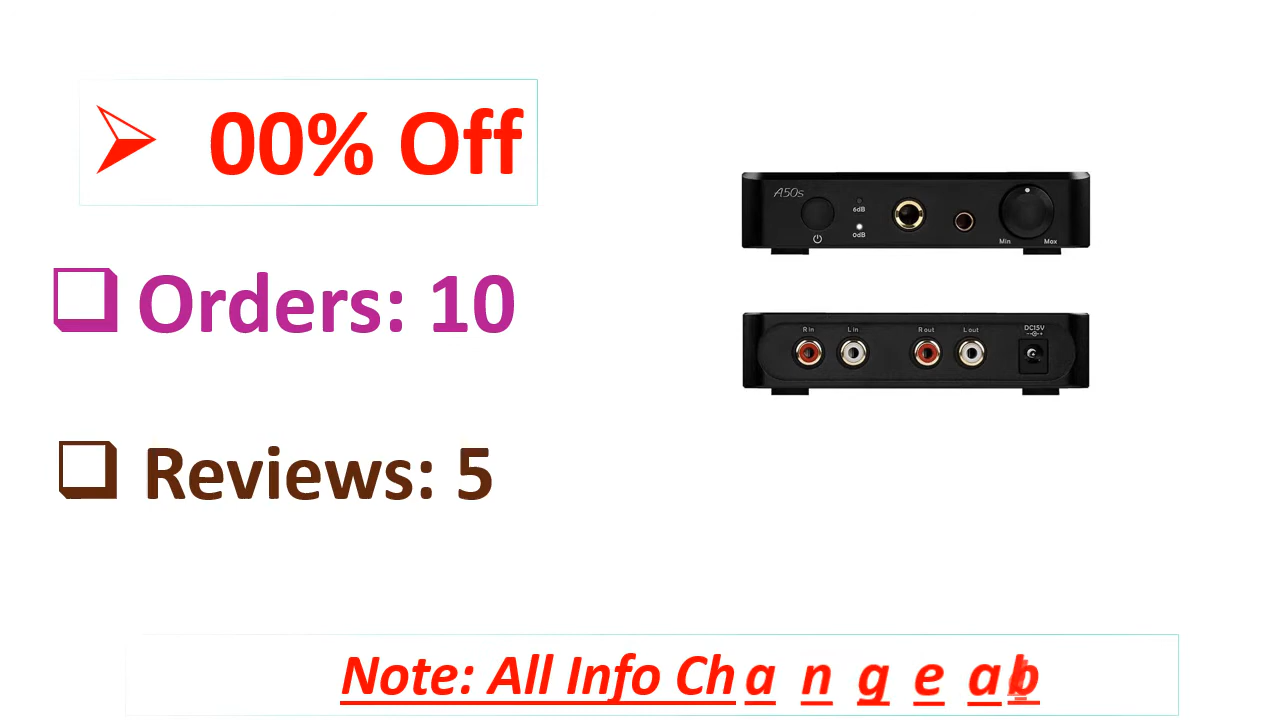 00% Off
Orders: 10
Reviews: 5
A50s
6dB
0dB
Min Max
R in L in R out L out DC15V
Note: All Info Changeab